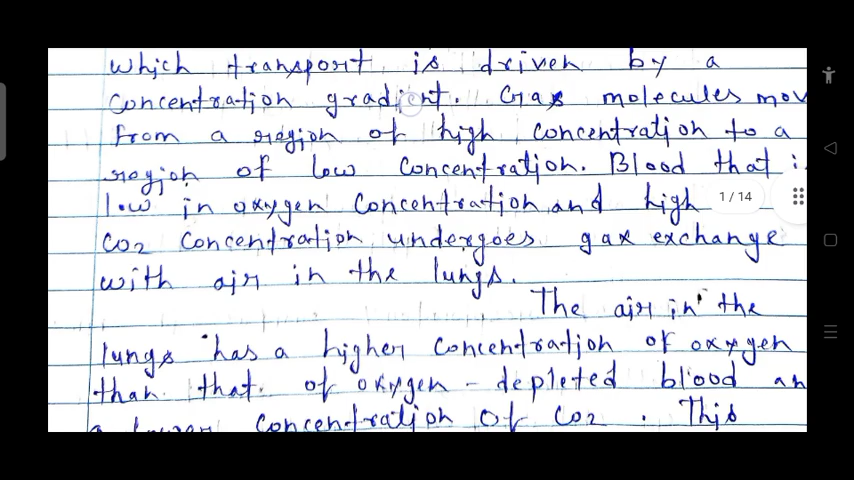 which transport is driven by a
concentration gradient. Gas molecules mov
from a region of high concentration to a
region of low concentration. Blood that i
low in oxygen concentration and high
1 / 14
CO2 concentration undergoes gas exchange
with air in the lungs.
The air in the
lungs has a higher concentration of oxygen
than that of oxygen - depleted blood an
a lower concentration of CO2. This